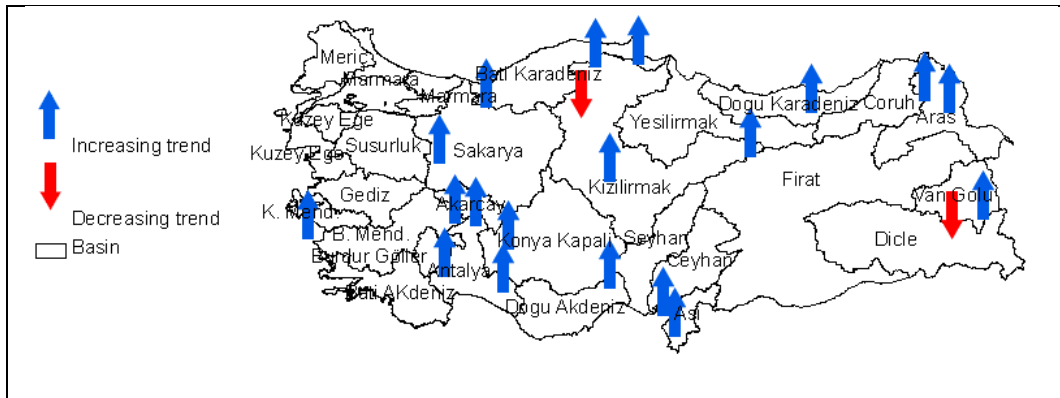 Meriç
Marmara
Marmara
Bati Karadeniz
Dogu Karadeniz
Coruh
Aras
Kuzey Ege
Kuzey Ege
Susurluk
Sakarya
Yesilirmak
Increasing trend
Gediz
Kizilirmak
Firat
Van Golu
K. Mend.
Akarcay
Decreasing trend
B. Mend.
Konya Kapali
Seyhan
Dicle
Basin
Burdur Göller
Antalya
Ceyhan
Bati AKdeniz
Dogu Akdeniz
Asi